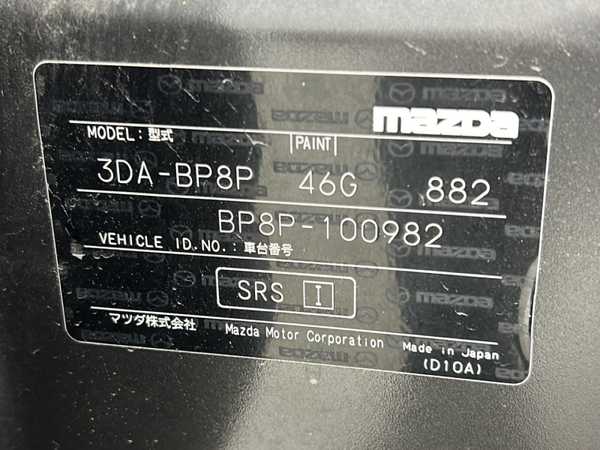 mazda
MODEL: 型式 PAINT
3DA-BP8P 46G 882
BP8P-100982
VEHICLE ID.NO.: 車台番号
SRS I
マツダ株式会社 Mazda Motor Corporation Made in Japan
(D10A)